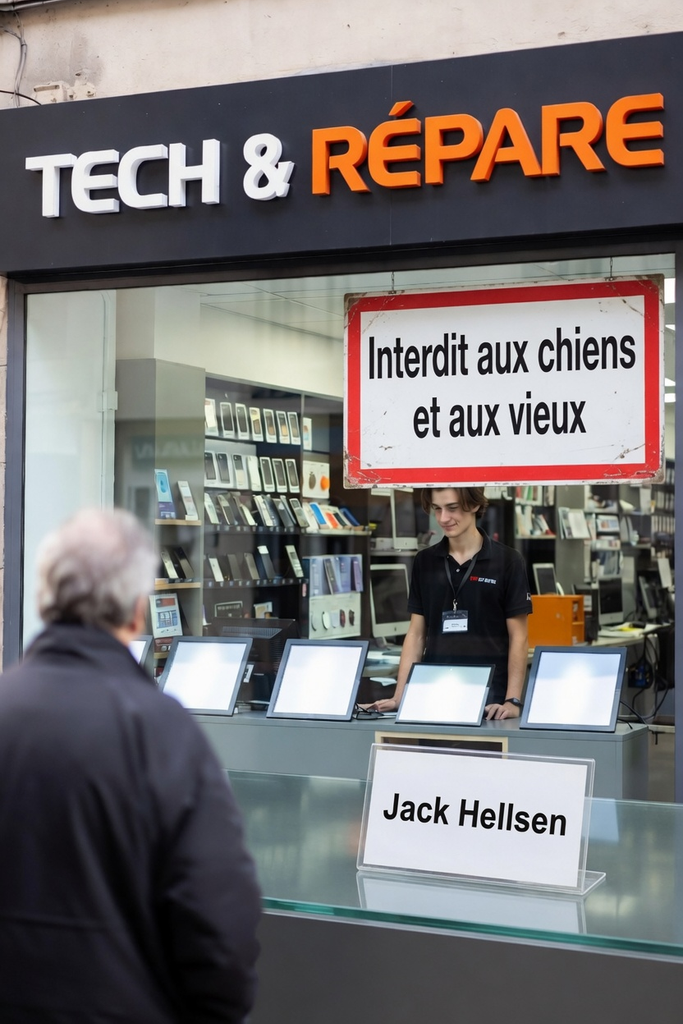 TECH & RÉPARE
Interdit aux chiens
et aux vieux
Jack Hellsen